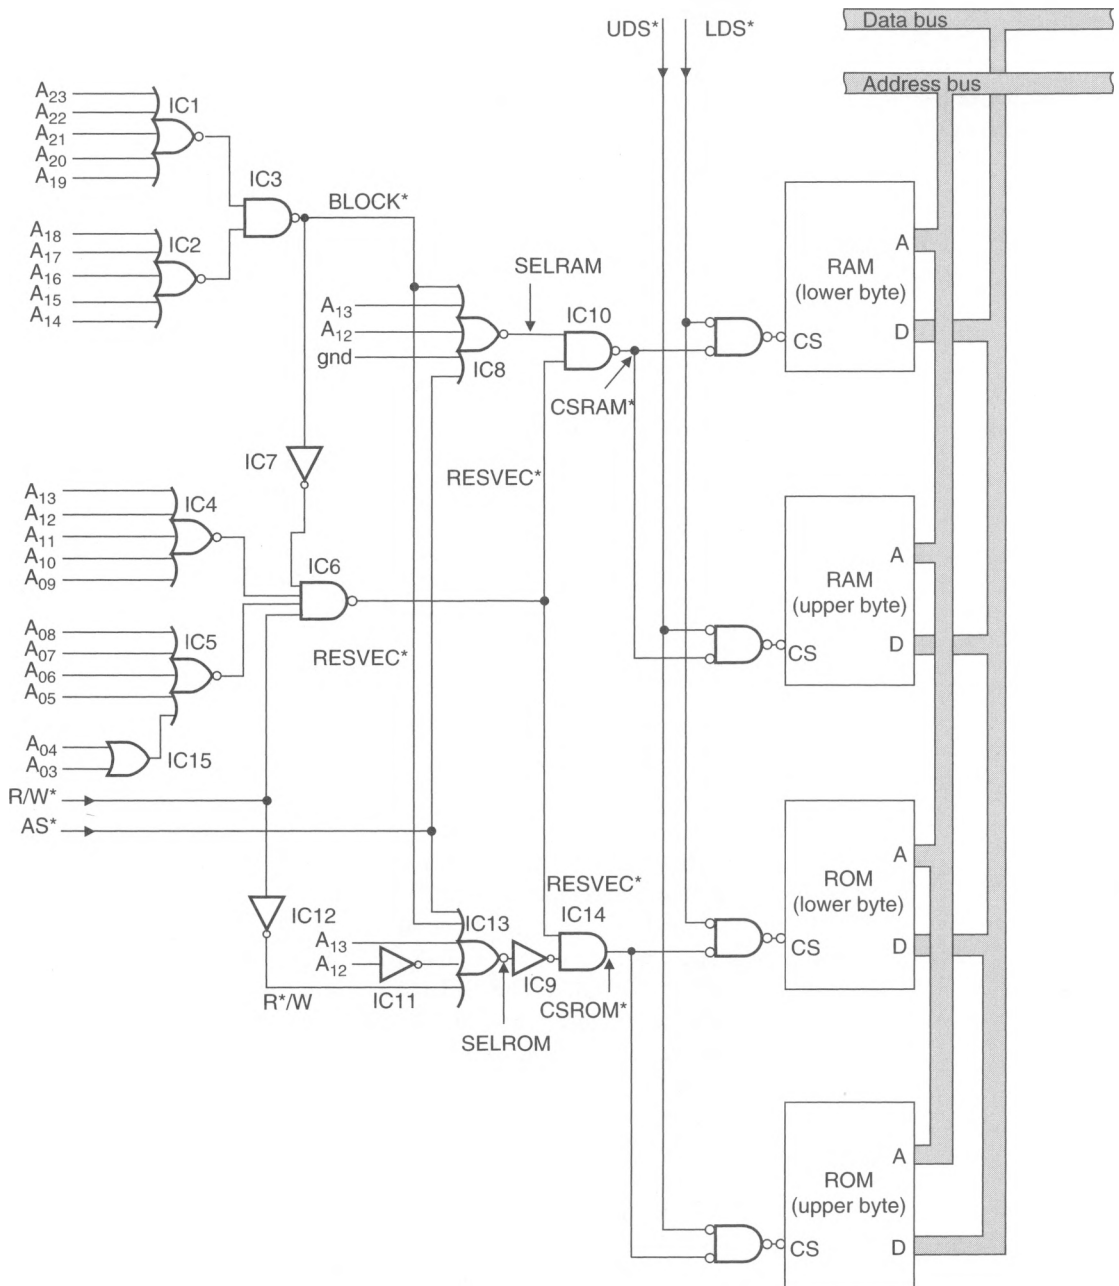 UDS*
LDS*
Data bus
Address bus
A23
A22
A21
A20
A19
IC1
IC3
BLOCK*
A18
A17
A16
A15
A14
IC2
SELRAM
A13
A12
gnd
IC8
IC10
CSRAM*
RAM
(lower byte)
A
D
CS
IC7
RESVEC*
A13
A12
A11
A10
A09
IC4
IC6
RESVEC*
A08
A07
A06
A05
IC5
A04
A03
IC15
RAM
(upper byte)
A
D
CS
R/W*
AS*
IC12
RESVEC*
IC13
IC14
A13
A12
IC11
IC9
R*/W
CSROM*
SELROM
ROM
(lower byte)
A
D
CS
ROM
(upper byte)
A
D
CS